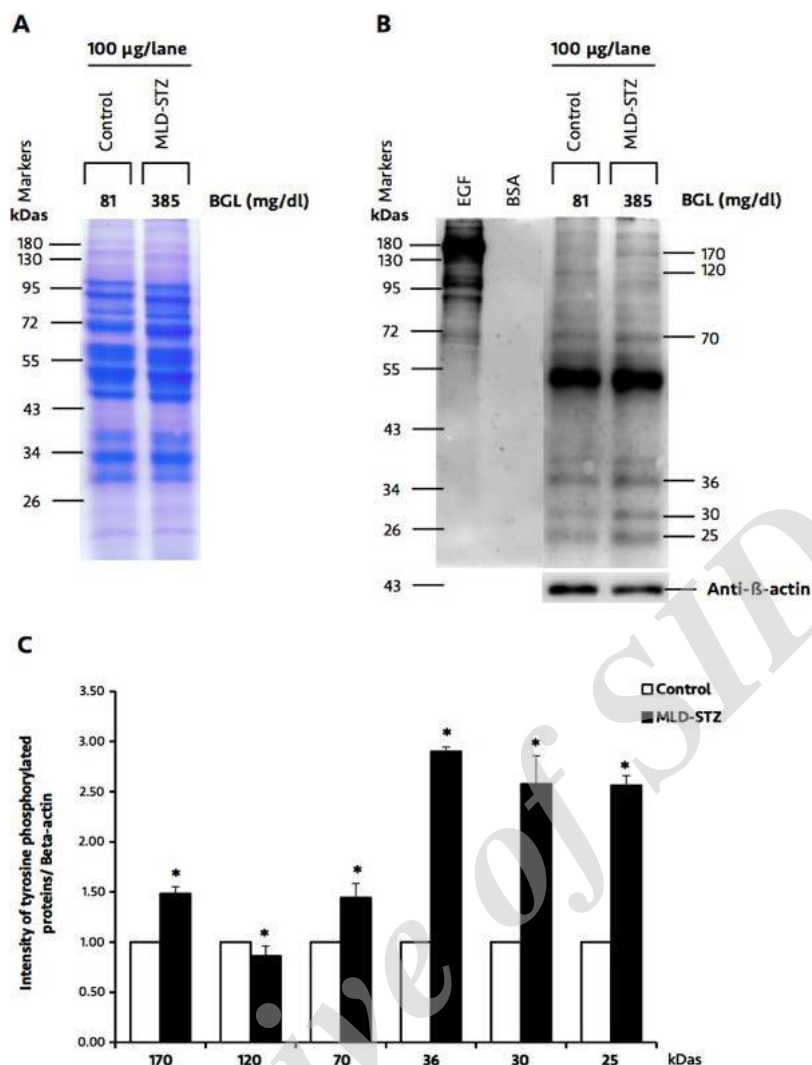 A
100 µg/lane
Control
MLD-STZ
Markers
kDas
81
385
BGL (mg/dl)
180
130
95
72
55
43
34
26
B
100 µg/lane
Control
MLD-STZ
Markers
kDas
EGF
BSA
81
385
BGL (mg/dl)
180
130
95
72
55
43
34
26
43
170
120
70
36
30
25
Anti-ß-actin
C
Intensity of tyrosine phosphorylated
proteins/ Beta-actin
3.50
3.00
2.50
2.00
1.50
1.00
0.50
0.00
Control
MLD-STZ
*
*
*
*
*
*
170
120
70
36
30
25
kDas
ive of SID